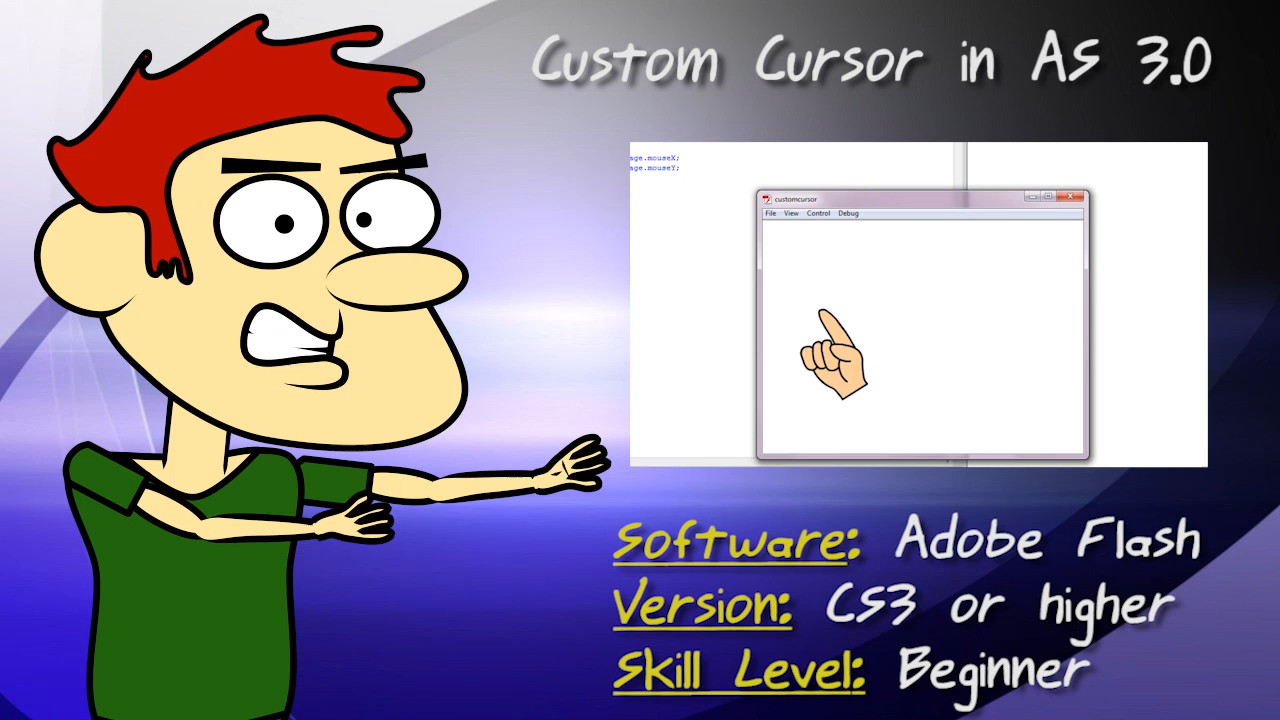 Custom Cursor in AS 3.0
age.mouseX;
age.mouseY;
customcursor
File View Control Debug
Software: Adobe Flash
Version: CS3 or higher
Skill Level: Beginner